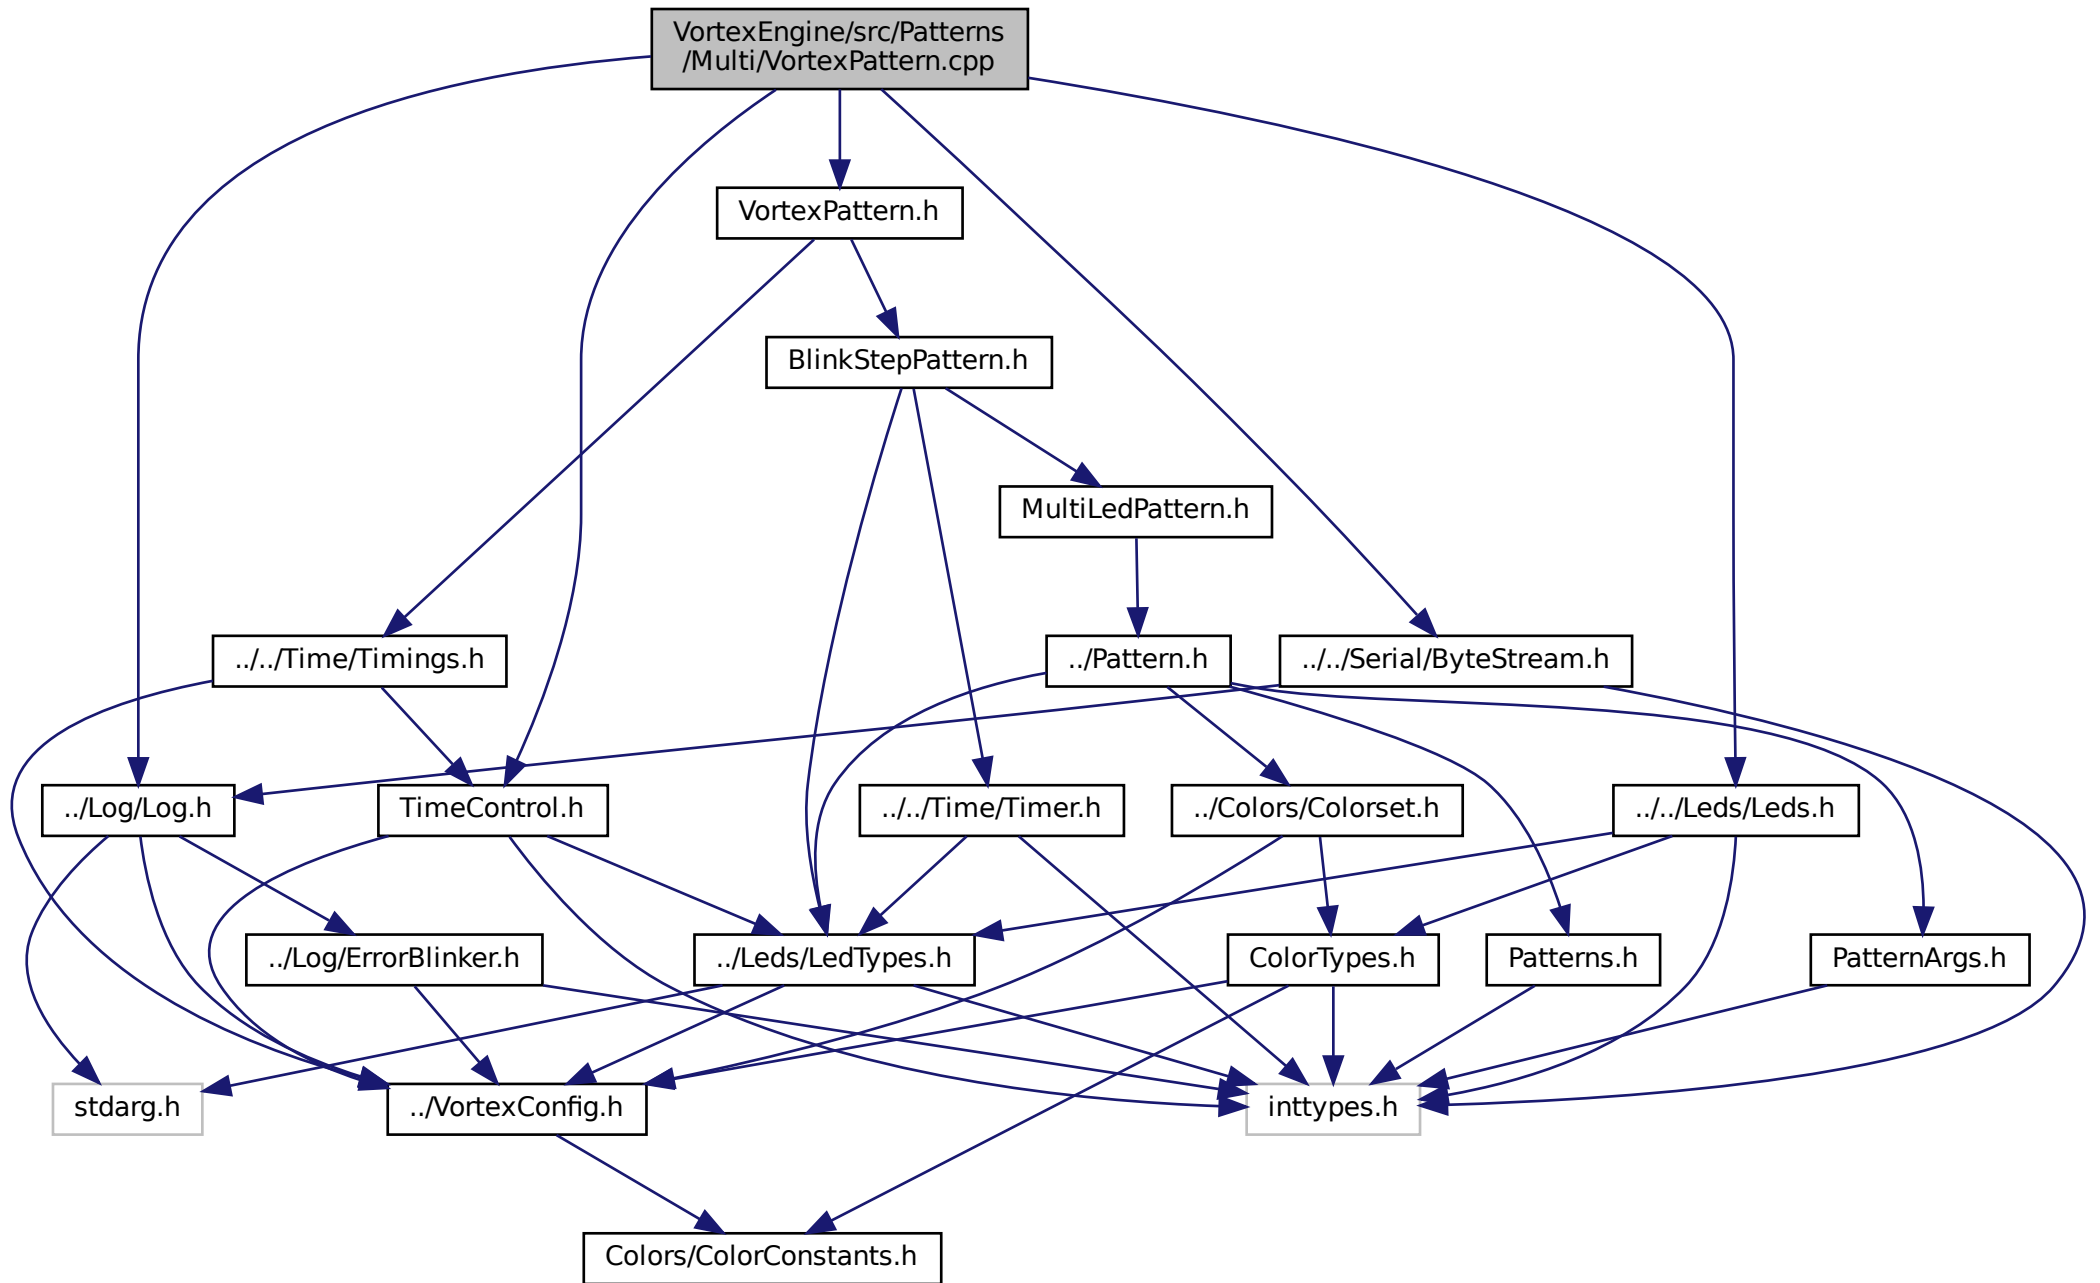 VortexEngine/src/Patterns
/Multi/VortexPattern.cpp
VortexPattern.h
BlinkStepPattern.h
MultiLedPattern.h
../../Time/Timings.h
../Pattern.h
../../Serial/ByteStream.h
../Log/Log.h
TimeControl.h
../../Time/Timer.h
../Colors/Colorset.h
../../Leds/Leds.h
../Log/ErrorBlinker.h
../Leds/LedTypes.h
ColorTypes.h
Patterns.h
PatternArgs.h
stdarg.h
../VortexConfig.h
inttypes.h
Colors/ColorConstants.h